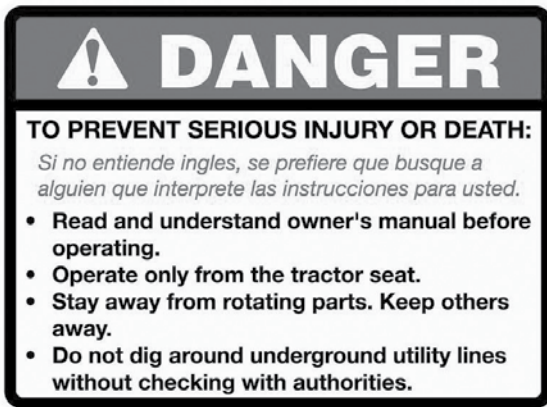 DANGER
TO PREVENT SERIOUS INJURY OR DEATH:
Si no entiende ingles, se prefiere que busque a
alguien que interprete las instrucciones para usted.
• Read and understand owner's manual before
operating.
• Operate only from the tractor seat.
• Stay away from rotating parts. Keep others
away.
• Do not dig around underground utility lines
without checking with authorities.